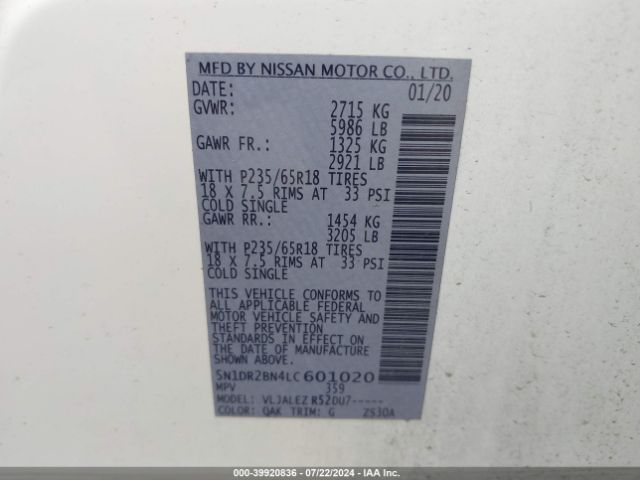 MFD BY NISSAN MOTOR CO., LTD.
DATE: 01/20
GVWR: 2715 KG
5986 LB
GAWR FR.: 1325 KG
2921 LB
WITH P235/65R18 TIRES
18 X 7.5 RIMS AT 33 PSI
COLD SINGLE
GAWR RR.: 1454 KG
3205 LB
WITH P235/65R18 TIRES
18 X 7.5 RIMS AT 33 PSI
COLD SINGLE
THIS VEHICLE CONFORMS TO
ALL APPLICABLE FEDERAL
MOTOR VEHICLE SAFETY AND
THEFT PREVENTION
STANDARDS IN EFFECT ON
THE DATE OF MANUFACTURE
SHOWN ABOVE.
5N1DR2BN4LC601020
MPV 359
MODEL: VLJALEZ R52DU7-----
COLOR: QAK TRIM: G ZS30A
000-39920836 - 07/22/2024 - IAA Inc.